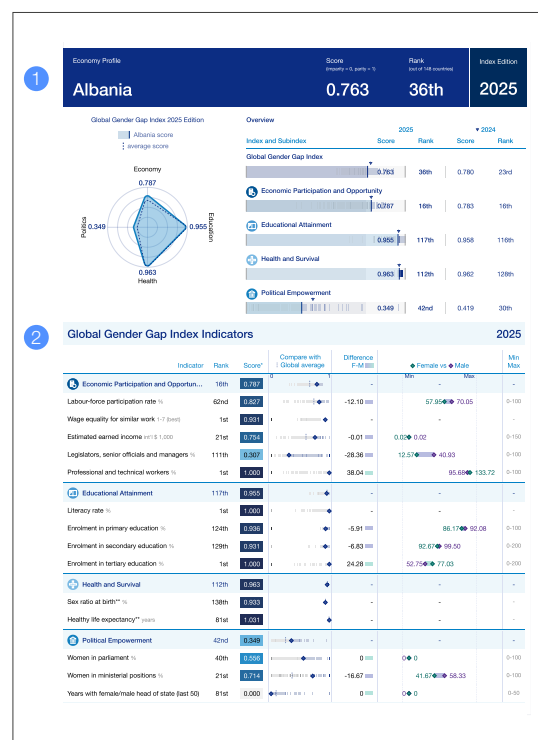 1
Economy Profile
Albania
Score
(imparity = 0, parity = 1)
0.763
Rank
(out of 148 countries)
36th
Index Edition
2025
Global Gender Gap Index 2025 Edition
Albania score
average score
Economy
0.787
Politics
0.349
0.955
Education
0.963
Health
Overview
2025 2024
Index and Subindex Score Rank Score Rank
Global Gender Gap Index
0.763 36th 0.780 23rd
Economic Participation and Opportunity
0.787 16th 0.783 16th
Educational Attainment
0.955 117th 0.958 116th
Health and Survival
0.963 112th 0.962 128th
Political Empowerment
0.349 42nd 0.419 30th
2
Global Gender Gap Index Indicators 2025
Indicator Rank Score* Compare with Global average Difference F-M Female vs Male Min Max
0 1 Min Max
Economic Participation and Opportun... 16th 0.787 - - -
Labour-force participation rate % 62nd 0.827 -12.10 57.95 70.05 0-100
Wage equality for similar work 1-7 (best) 1st 0.931 - - -
Estimated earned income int'l $ 1,000 21st 0.754 -0.01 0.02 0.02 0-150
Legislators, senior officials and managers % 111th 0.307 -28.36 12.57 40.93 0-100
Professional and technical workers % 1st 1.000 38.04 95.68 133.72 0-100
Educational Attainment 117th 0.955 - - -
Literacy rate % 1st 1.000 - - -
Enrolment in primary education % 124th 0.936 -5.91 86.17 92.08 0-100
Enrolment in secondary education % 129th 0.931 -6.83 92.67 99.50 0-200
Enrolment in tertiary education % 1st 1.000 24.28 52.75 77.03 0-200
Health and Survival 112th 0.963 - - -
Sex ratio at birth** % 138th 0.933 - - -
Healthy life expectancy** years 81st 1.031 - - -
Political Empowerment 42nd 0.349 - - -
Women in parliament % 40th 0.556 0 0 0 0-100
Women in ministerial positions % 21st 0.714 -16.67 41.67 58.33 0-100
Years with female/male head of state (last 50) 81st 0.000 0 0 0 0-50